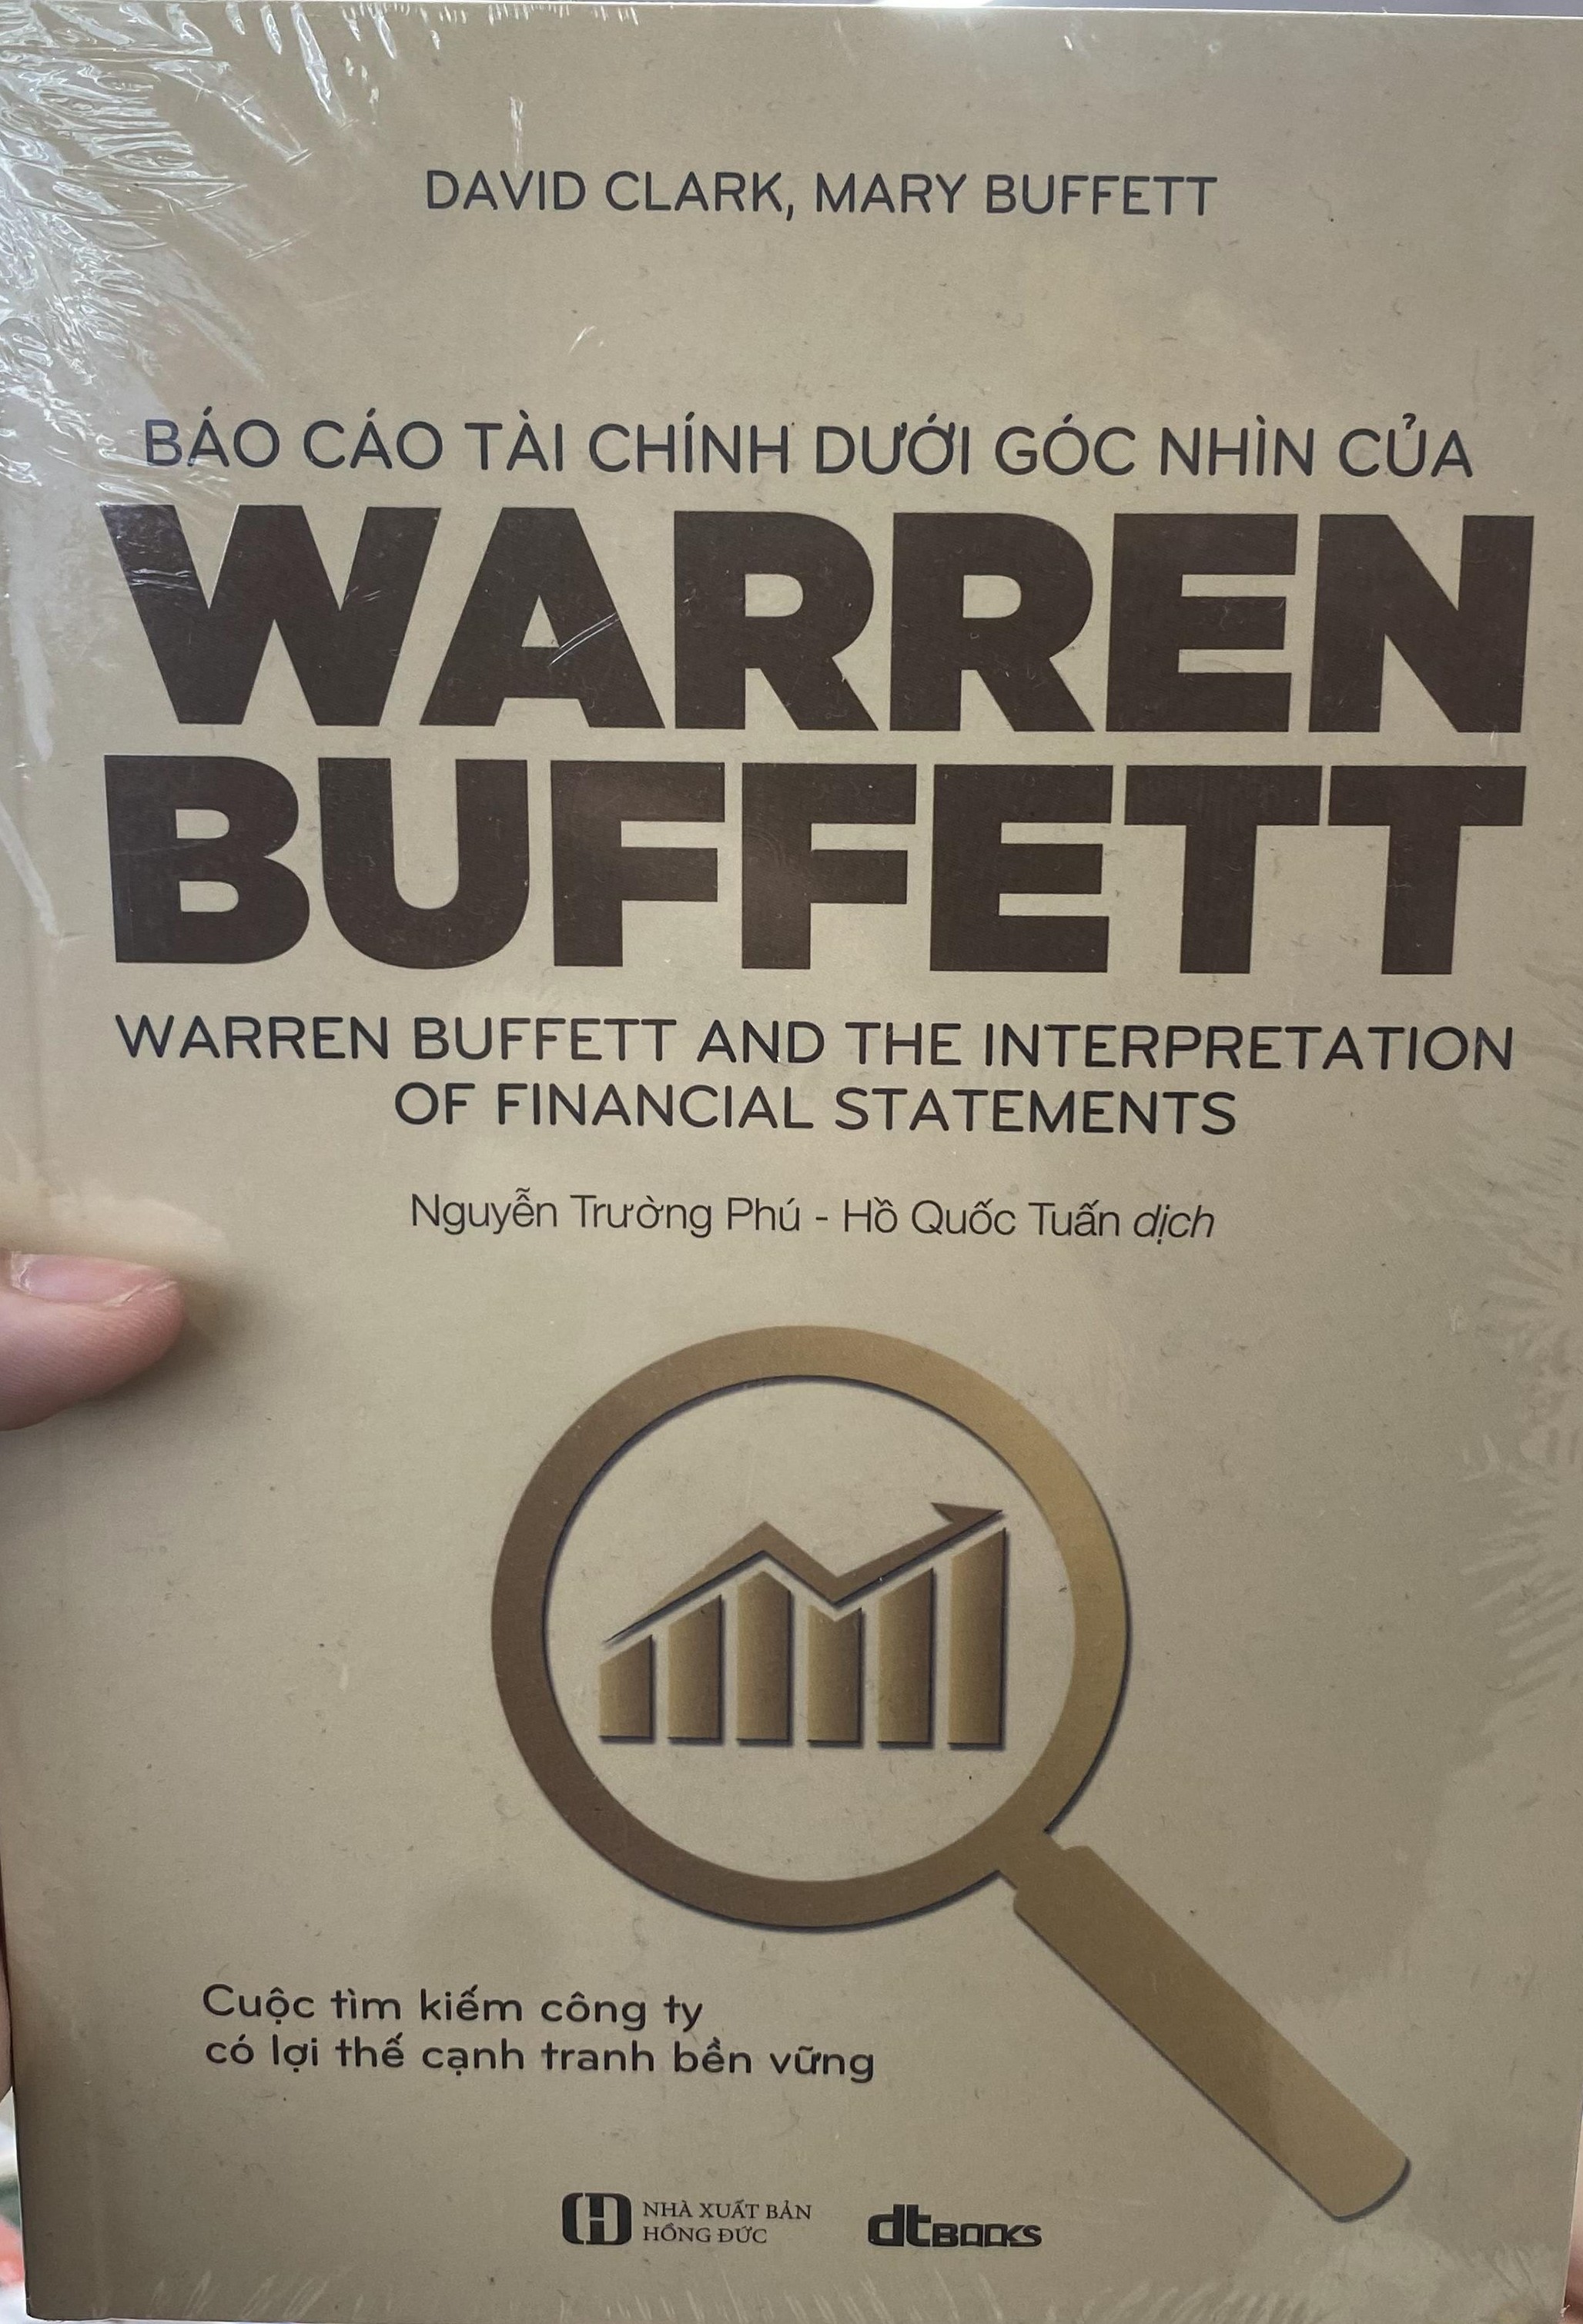 DAVID CLARK, MARY BUFFETT
BÁO CÁO TÀI CHÍNH DƯỚI GÓC NHÌN CỦA
WARREN
BUFFETT
WARREN BUFFETT AND THE INTERPRETATION
OF FINANCIAL STATEMENTS
Nguyễn Trường Phú - Hồ Quốc Tuấn dịch
Cuộc tìm kiếm công ty
có lợi thế cạnh tranh bền vững
NHÀ XUẤT BẢN
HỒNG ĐỨC
dtBOOKS